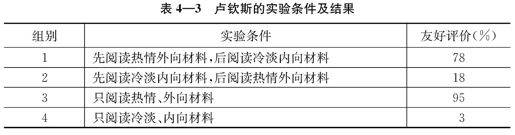 表4—3 卢钦斯的实验条件及结果
组别 实验条件 友好评价(%)
1 先阅读热情外向材料,后阅读冷淡内向材料 78
2 先阅读冷淡内向材料,后阅读热情外向材料 18
3 只阅读热情、外向材料 95
4 只阅读冷淡、内向材料 3